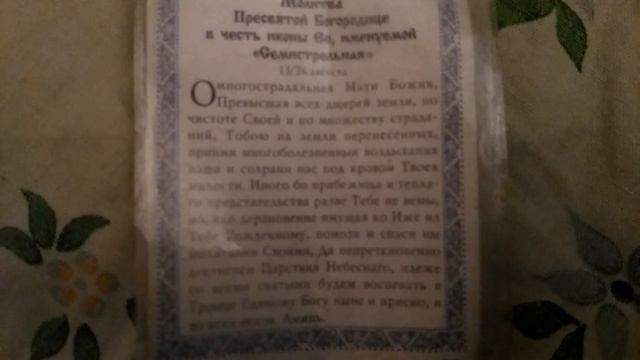 Молитва
Пресвятой Богородице
в честь иконы Ея, именуемой
«Семистрельная»
13/26 августа
О многострадальная Мати Божия,
Превысшая всех дщерей земли, по
чистоте Своей и по множеству страда-
ний, Тобою на земли перенесенных,
приими многоболезненныя воздыхания
наша и сохрани нас под кровом Твоея
милости. Иного бо прибежища и тепла-
го предстательства разве Тебе не вемы,
но, яко дерзновение имущая ко Иже из
Тебе Рожденному, помози и спаси ны
молитвами Своими, Да непреткновенно
достигнем Царствия Небеснаго, идеже
со всеми святыми будем воспевать в
Троице Единому Богу ныне и присно, и
во веки веков. Аминь.